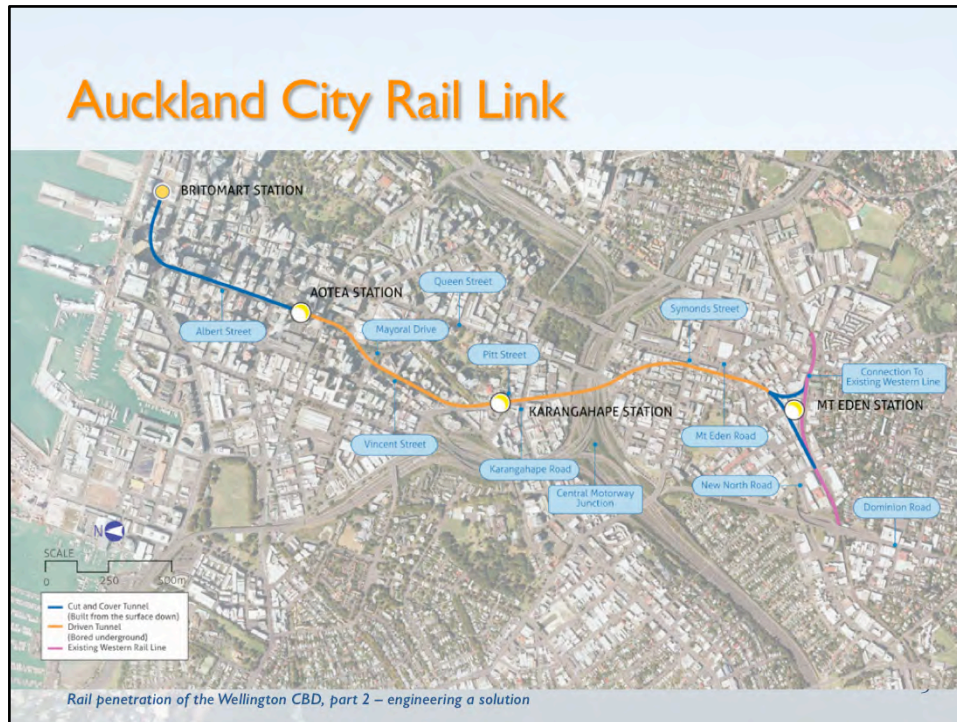 Auckland City Rail Link
BRITOMART STATION
AOTEA STATION
Queen Street
Albert Street
Mayoral Drive
Symonds Street
Pitt Street
Connection To
Existing Western Line
KARANGAHAPE STATION
MT EDEN STATION
Vincent Street
Mt Eden Road
Karangahape Road
New North Road
Central Motorway
Junction
Dominion Road
N
SCALE
0 250 500m
Cut and Cover Tunnel
(Built from the surface down)
Driven Tunnel
(Bored underground)
Existing Western Rail Line
Rail penetration of the Wellington CBD, part 2 – engineering a solution